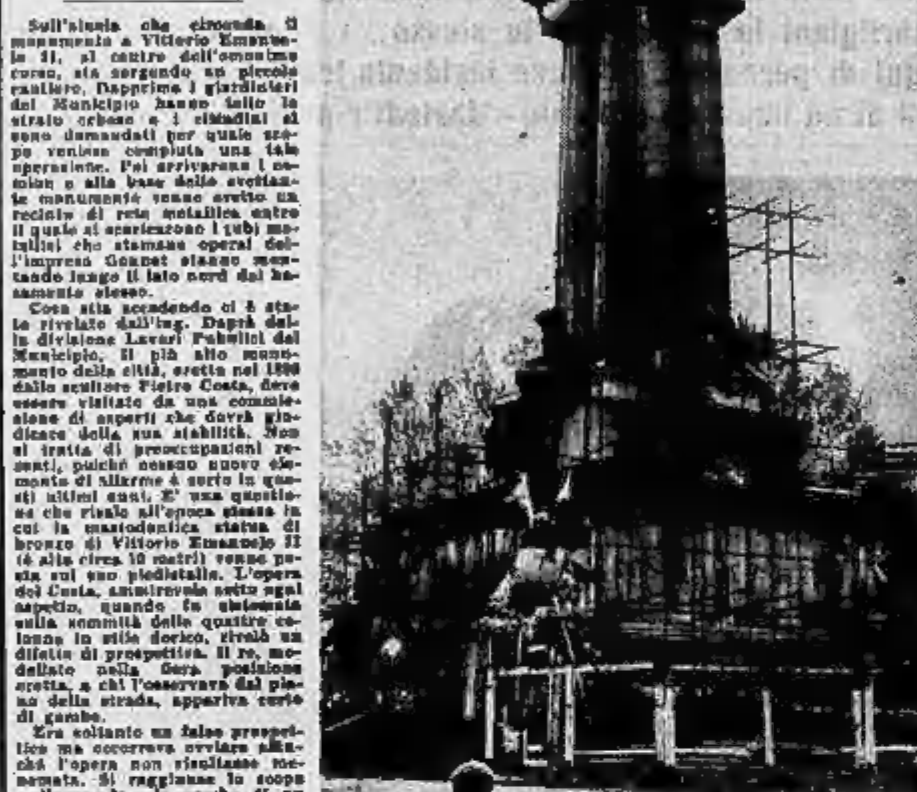 Sull'aiuola che circonda il
monumento a Vittorio Emanue-
le II, al centro dell'omonimo
corso, sta sorgendo un piccolo
cantiere. Dapprima i giardinieri
del Municipio hanno tolto lo
strato erboso e i cittadini si
sono domandati per quale sco-
po venisse compiuta una tale
operazione. Poi arrivarono i ca-
mion e alla base dello svettan-
te monumento venne eretto un
recinto di rete metallica entro
il quale si scaricarono i tubi me-
tallici che stamane operai del-
l'impresa Gonnet stanno mon-
tando lungo il lato nord del ba-
samento stesso.
Cosa stia accadendo ci è sta-
to rivelato dall'ing. Daprà del-
la divisione Lavori Pubblici del
Municipio. Il più alto monu-
mento della città, eretto nel
dallo scultore Pietro Costa, deve
essere visitato da una commis-
sione di esperti che dovrà giu-
dicare della sua stabilità. Non
si tratta di preoccupazioni re-
centi, poiché nessun nuovo ele-
mento di allarme è sorto in que-
sti ultimi anni. E' una questio-
ne che risale all'epoca stessa in
cui la mastodontica statua di
bronzo di Vittorio Emanuele II
(è alta circa 10 metri) venne po-
sta sul suo piedistallo. L'opera
del Costa, ammirevole sotto ogni
aspetto, quando fu sistemata
sulla sommità delle quattro co-
lonne in stile dorico, rivelò un
difetto di prospettiva. Il re, mo-
dellato nella fiera posizione
eretta, a chi l'osservava dal pia-
no della strada, appariva corto
di gambe.
Era soltanto un falso prospet-
tico ma occorreva ovviare affin-
ché l'opera non risultasse me-
nomata. Si raggiunse lo scopo